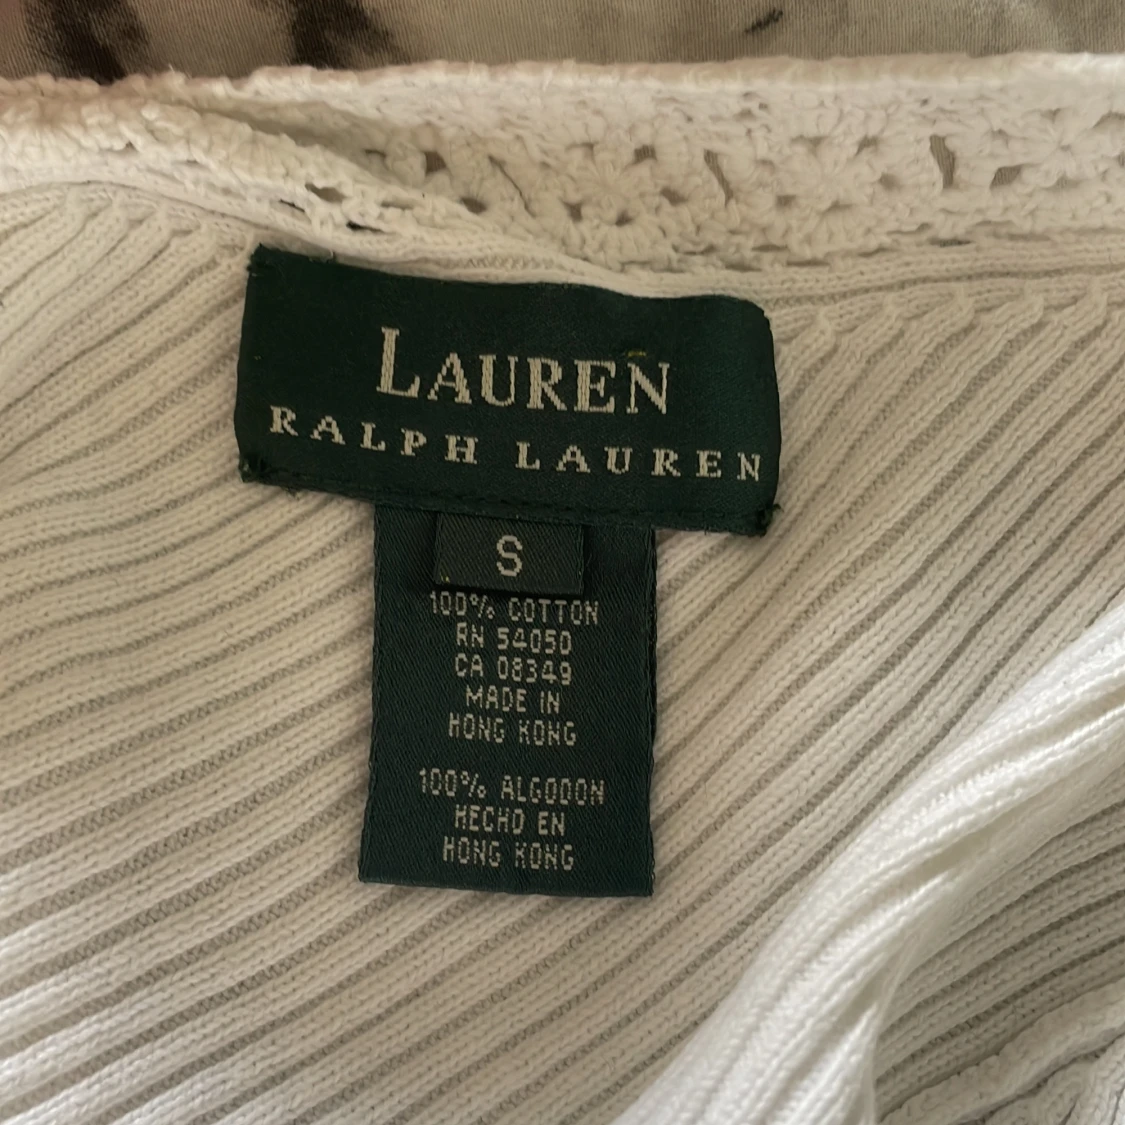 LAUREN
RALPH LAUREN
S
100% COTTON
RN 54050
CA 08349
MADE IN
HONG KONG
100% ALGODON
HECHO EN
HONG KONG